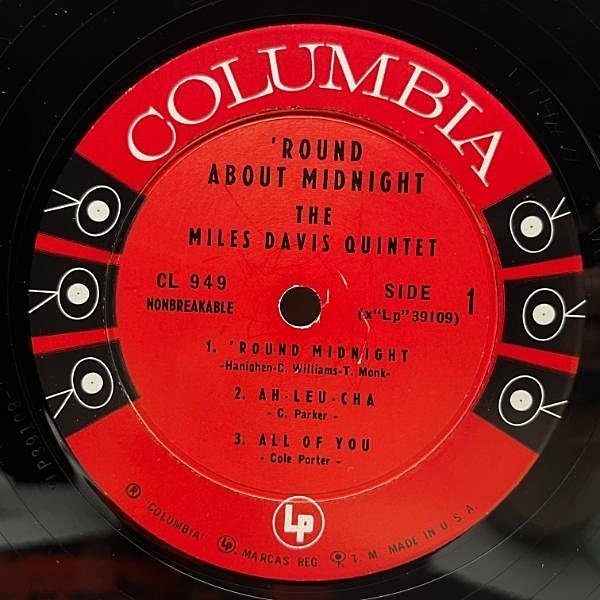 COLUMBIA
'ROUND
ABOUT MIDNIGHT
THE
MILES DAVIS QUINTET
CL 949
NONBREAKABLE
SIDE 1
(x"Lp"39109)
1. 'ROUND MIDNIGHT
-Hanighen-C. Williams-T. Monk-
2. AH-LEU-CHA
- C. Parker -
3. ALL OF YOU
- Cole Porter -
Lp
® "COLUMBIA" Lp MARCAS REG. T. M. MADE IN U.S.A.